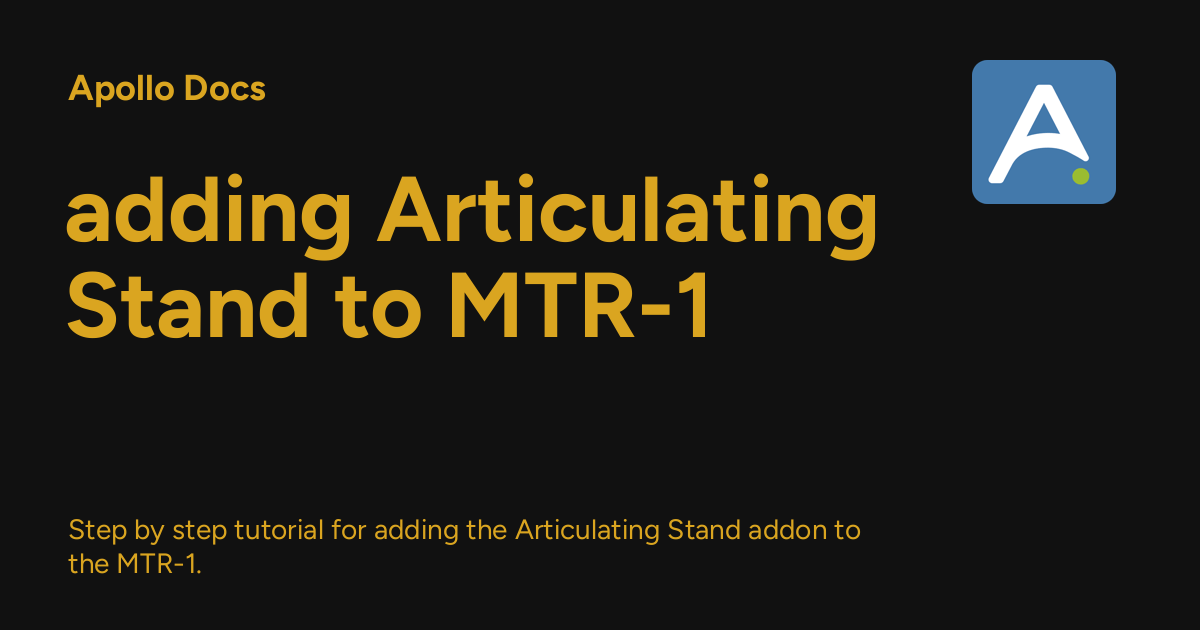 Apollo Docs
adding Articulating
Stand to MTR-1
Step by step tutorial for adding the Articulating Stand addon to
the MTR-1.